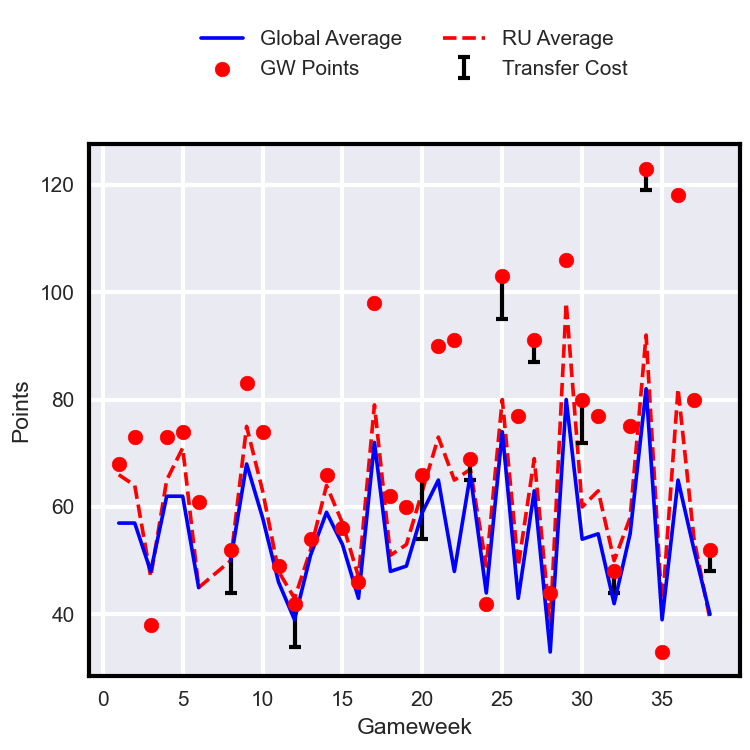 Global Average
RU Average
GW Points
Transfer Cost
120
100
80
60
40
Points
0 5 10 15 20 25 30 35
Gameweek